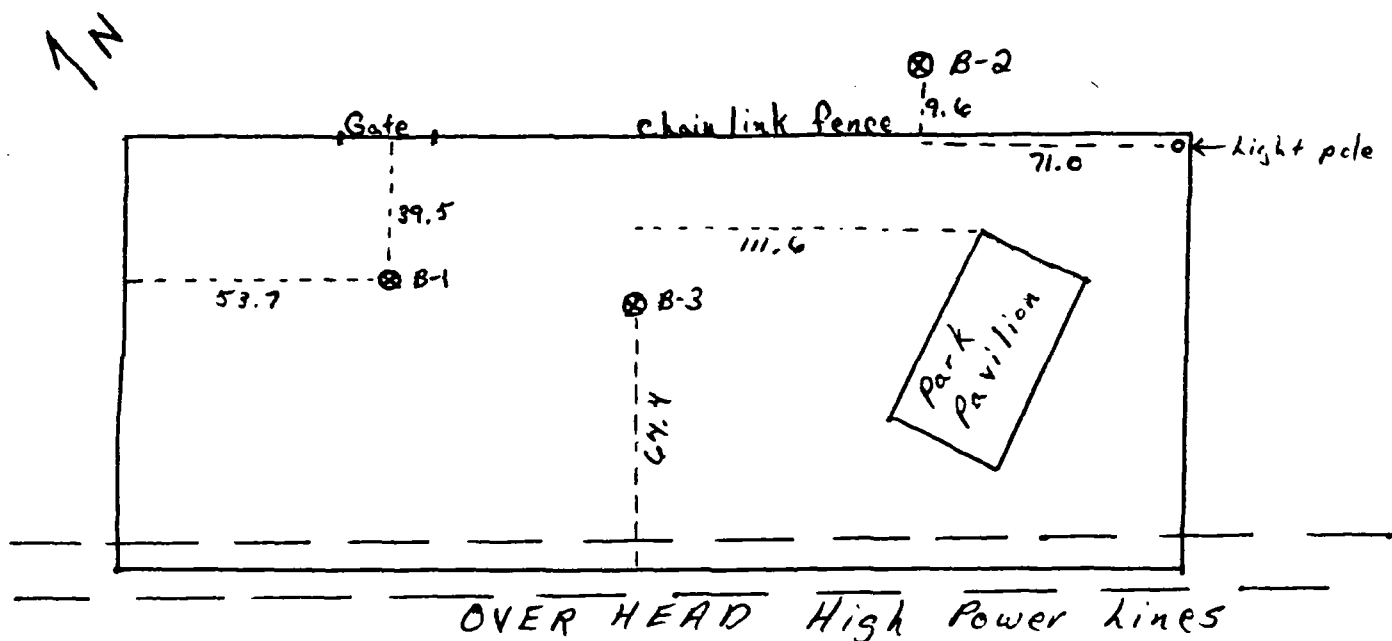 N
B-2
9.6
Gate
chain link fence
71.0
Light pole
39.5
111.6
53.7
B-1
B-3
Park
Pavilion
64.4
OVER HEAD High Power Lines